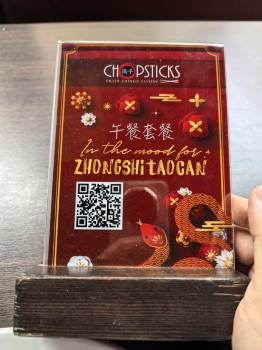 CHOPSTICKS
午餐套餐
In the mood for a
ZHONGSHITAOCAN